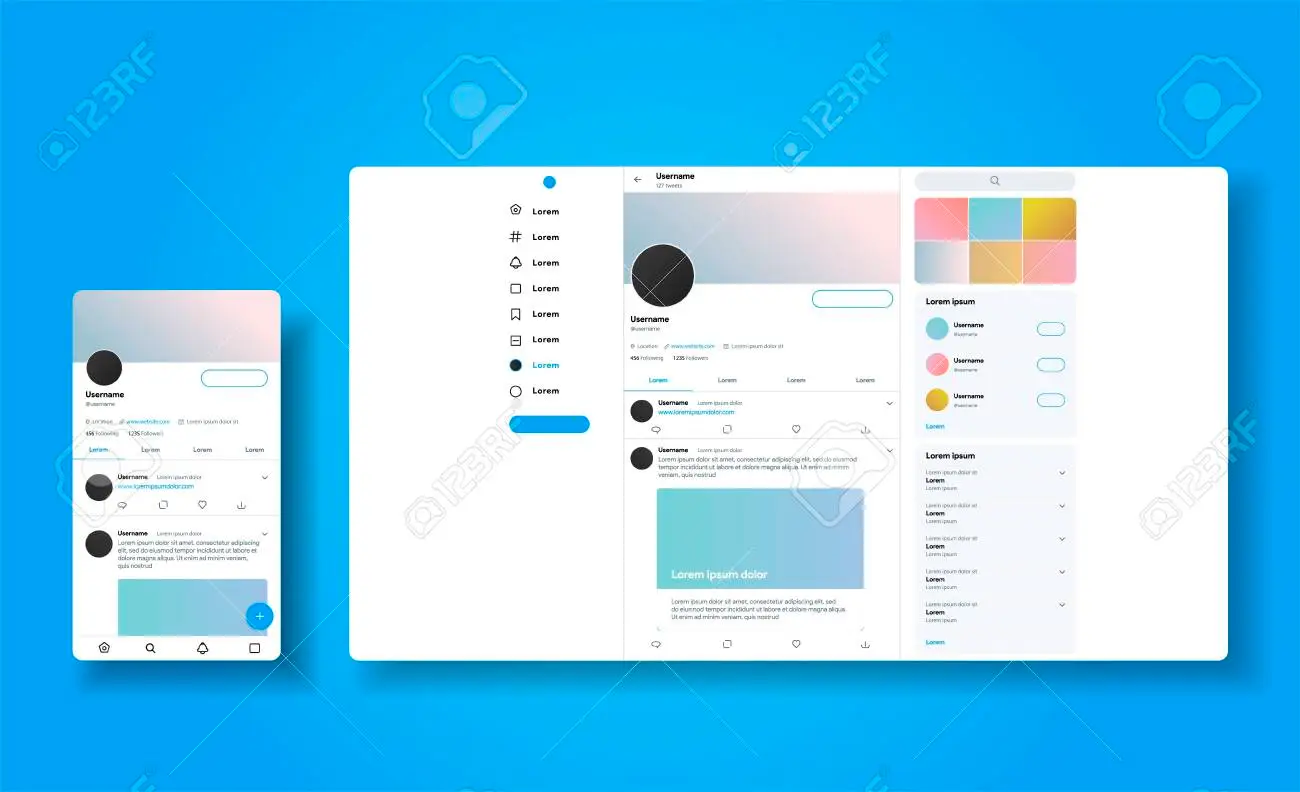 123RF
123RF
Username
@username
Location www.website.com Lorem ipsum dolor sit
456 Following 1235 Followers
Lorem Lorem Lorem Lorem
Username Lorem ipsum dolor
www.loremipsumdolor.com
Username Lorem ipsum dolor
Lorem ipsum dolor sit amet, consectetur
adipiscing elit, sed do eiusmod tempor
incididunt ut labore et dolore magna
aliqua. Ut enim ad minim veniam,
quis nostrud
Lorem
Lorem
Lorem
Lorem
Lorem
Lorem
Lorem
Lorem
Username
127 tweets
Username
@username
Location www.website.com Lorem ipsum dolor sit
456 Following 1235 Followers
Lorem Lorem Lorem Lorem
Username Lorem ipsum dolor
www.loremipsumdolor.com
Username Lorem ipsum dolor
Lorem ipsum dolor sit amet, consectetur adipiscing elit, sed do eiusmod
tempor incididunt ut labore et dolore magna aliqua. Ut enim ad minim veniam,
quis nostrud
Lorem ipsum dolor
Lorem ipsum dolor sit amet, consectetur adipiscing elit, sed do
eiusmod tempor incididunt ut labore et dolore magna aliqua.
Ut enim ad minim veniam, quis nostrud
Lorem ipsum
Username
@username
Username
@username
Username
@username
Lorem
Lorem ipsum
Lorem ipsum dolor sit
Lorem
Lorem ipsum
Lorem ipsum dolor sit
Lorem
Lorem ipsum
Lorem ipsum dolor sit
Lorem
Lorem ipsum
Lorem ipsum dolor sit
Lorem
Lorem ipsum
Lorem ipsum dolor sit
Lorem
Lorem ipsum
Lorem
123RF
123RF